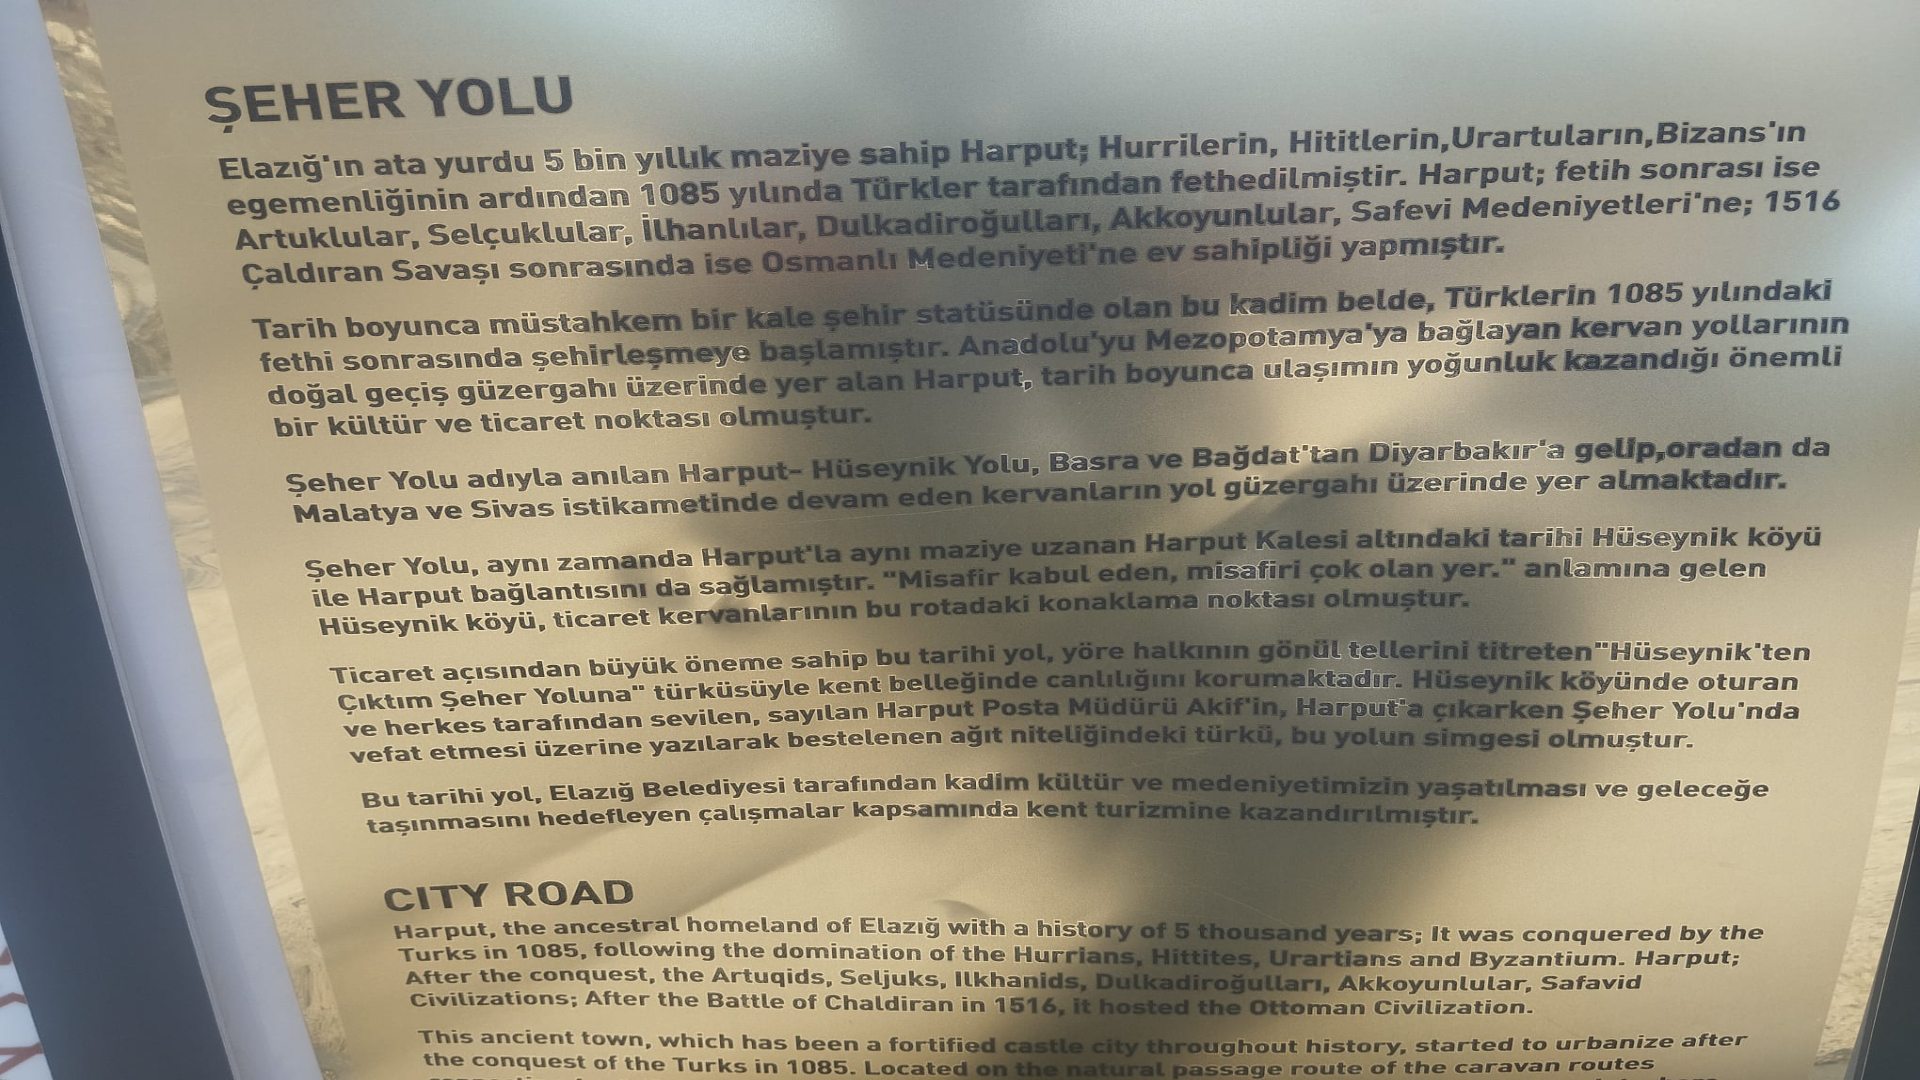 ŞEHER YOLU
Elazığ'ın ata yurdu 5 bin yıllık maziye sahip Harput; Hurrilerin, Hititlerin,Urartuların,Bizans'ın
egemenliğinin ardından 1085 yılında Türkler tarafından fethedilmiştir. Harput; fetih sonrası ise
Artuklular, Selçuklular, İlhanlılar, Dulkadiroğulları, Akkoyunlular, Safevi Medeniyetleri'ne; 1516
Çaldıran Savaşı sonrasında ise Osmanlı Medeniyeti'ne ev sahipliği yapmıştır.
Tarih boyunca müstahkem bir kale şehir statüsünde olan bu kadim belde, Türklerin 1085 yılındaki
fethi sonrasında şehirleşmeye başlamıştır. Anadolu'yu Mezopotamya'ya bağlayan kervan yollarının
doğal geçiş güzergahı üzerinde yer alan Harput, tarih boyunca ulaşımın yoğunluk kazandığı önemli
bir kültür ve ticaret noktası olmuştur.
Şeher Yolu adıyla anılan Harput- Hüseynik Yolu, Basra ve Bağdat'tan Diyarbakır'a gelip,oradan da
Malatya ve Sivas istikametinde devam eden kervanların yol güzergahı üzerinde yer almaktadır.
Şeher Yolu, aynı zamanda Harput'la aynı maziye uzanan Harput Kalesi altındaki tarihi Hüseynik köyü
ile Harput bağlantısını da sağlamıştır. "Misafir kabul eden, misafiri çok olan yer." anlamına gelen
Hüseynik köyü, ticaret kervanlarının bu rotadaki konaklama noktası olmuştur.
Ticaret açısından büyük öneme sahip bu tarihi yol, yöre halkının gönül tellerini titreten"Hüseynik'ten
Çıktım Şeher Yoluna" türküsüyle kent belleğinde canlılığını korumaktadır. Hüseynik köyünde oturan
ve herkes tarafından sevilen, sayılan Harput Posta Müdürü Akif'in, Harput'a çıkarken Şeher Yolu'nda
vefat etmesi üzerine yazılarak bestelenen ağıt niteliğindeki türkü, bu yolun simgesi olmuştur.
Bu tarihi yol, Elazığ Belediyesi tarafından kadim kültür ve medeniyetimizin yaşatılması ve geleceğe
taşınmasını hedefleyen çalışmalar kapsamında kent turizmine kazandırılmıştır.
CITY ROAD
Harput, the ancestral homeland of Elazığ with a history of 5 thousand years; It was conquered by the
Turks in 1085, following the domination of the Hurrians, Hittites, Urartians and Byzantium. Harput;
After the conquest, the Artuqids, Seljuks, Ilkhanids, Dulkadiroğulları, Akkoyunlular, Safavid
Civilizations; After the Battle of Chaldiran in 1516, it hosted the Ottoman Civilization.
This ancient town, which has been a fortified castle city throughout history, started to urbanize after
the conquest of the Turks in 1085. Located on the natural passage route of the caravan routes